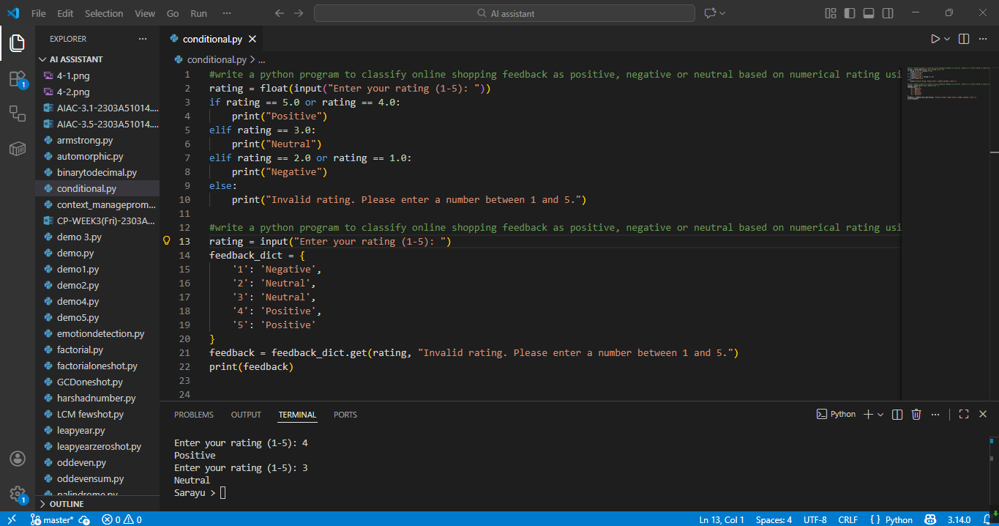 File Edit Selection View Go Run ··· AI assistant
EXPLORER ···
AI ASSISTANT
4-1.png
4-2.png
AIAC-3.1-2303A51014....
AIAC-3.5-2303A51014....
armstrong.py
automorphic.py
binarytodecimal.py
conditional.py
context_manageprom...
CP-WEEK3(Fri)-2303A...
demo 3.py
demo.py
demo1.py
demo2.py
demo4.py
demo5.py
emotiondetection.py
factorial.py
factorialoneshot.py
GCDoneshot.py
harshadnumber.py
LCM fewshot.py
leapyear.py
leapyearzeroshot.py
oddeven.py
oddevensum.py
palindrome.py
OUTLINE
1
1
conditional.py
conditional.py > ...
1 #write a python program to classify online shopping feedback as positive, negative or neutral based on numerical rating usi
2 rating = float(input("Enter your rating (1-5): "))
3 if rating == 5.0 or rating == 4.0:
4     print("Positive")
5 elif rating == 3.0:
6     print("Neutral")
7 elif rating == 2.0 or rating == 1.0:
8     print("Negative")
9 else:
10     print("Invalid rating. Please enter a number between 1 and 5.")
11
12 #write a python program to classify online shopping feedback as positive, negative or neutral based on numerical rating usi
13 rating = input("Enter your rating (1-5): ")
14 feedback_dict = {
15     '1': 'Negative',
16     '2': 'Neutral',
17     '3': 'Neutral',
18     '4': 'Positive',
19     '5': 'Positive'
20 }
21 feedback = feedback_dict.get(rating, "Invalid rating. Please enter a number between 1 and 5.")
22 print(feedback)
23
24
PROBLEMS OUTPUT TERMINAL PORTS Python
Enter your rating (1-5): 4
Positive
Enter your rating (1-5): 3
Neutral
Sarayu >
master* 0 0 Ln 13, Col 1 Spaces: 4 UTF-8 CRLF { } Python 3.14.0